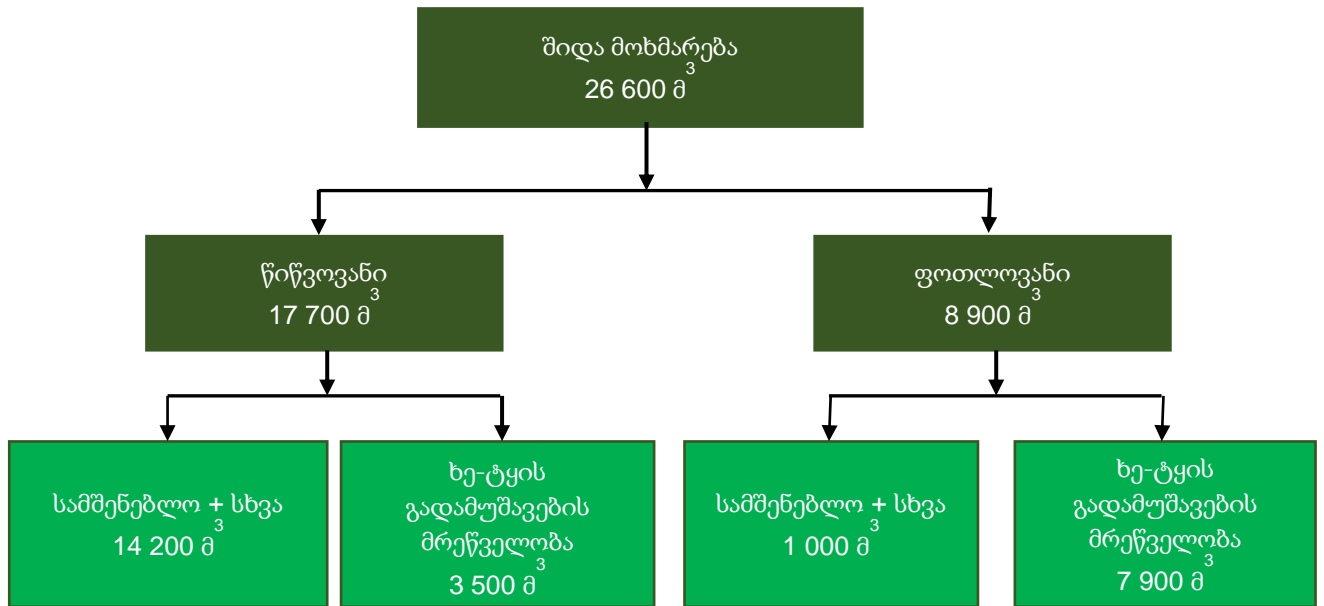 შიდა მოხმარება
26 600 მ³
წიწვოვანი
17 700 მ³
ფოთლოვანი
8 900 მ³
სამშენებლო + სხვა
14 200 მ³
ხე-ტყის
გადამუშავების
მრეწველობა
3 500 მ³
სამშენებლო + სხვა
1 000 მ³
ხე-ტყის
გადამუშავების
მრეწველობა
7 900 მ³